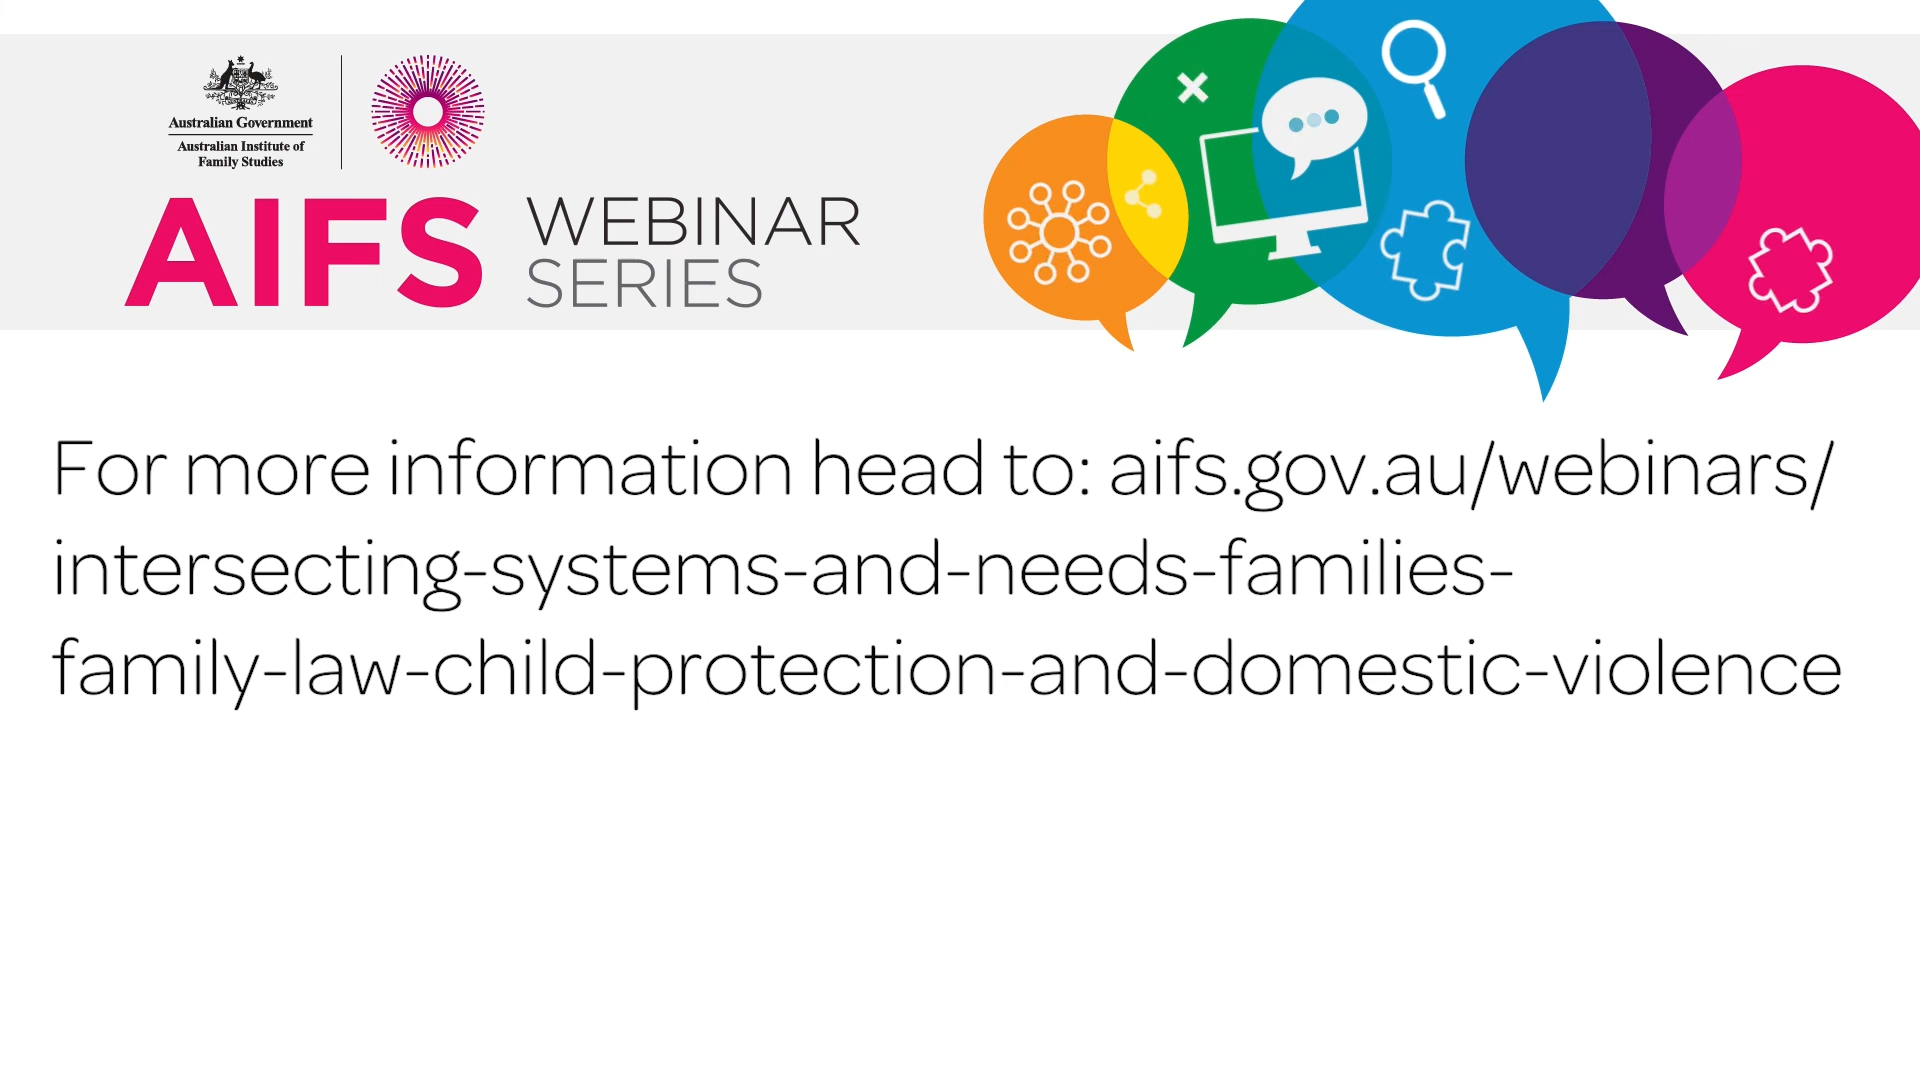 Australian Government
Australian Institute of
Family Studies
AIFS
WEBINAR
SERIES
For more information head to: aifs.gov.au/webinars/
intersecting-systems-and-needs-families-
family-law-child-protection-and-domestic-violence